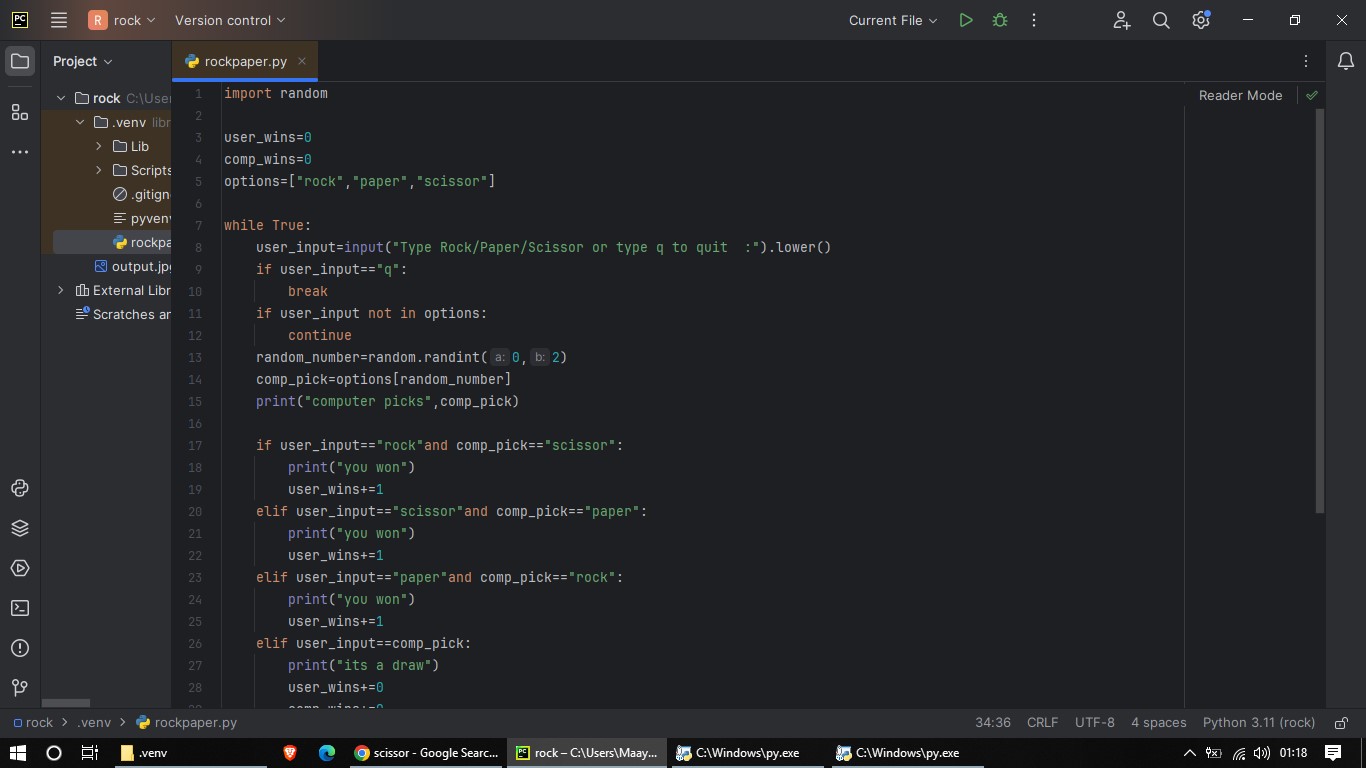 PC R rock Version control Current File
Project rockpaper.py
Reader Mode
rock C:\User
.venv libr
Lib
Scripts
.gitign
pyvenv
rockpa
output.jpg
External Libr
Scratches ar
1 import random
2
3 user_wins=0
4 comp_wins=0
5 options=["rock","paper","scissor"]
6
7 while True:
8 user_input=input("Type Rock/Paper/Scissor or type q to quit  :").lower()
9 if user_input=="q":
10 break
11 if user_input not in options:
12 continue
13 random_number=random.randint( a: 0, b: 2)
14 comp_pick=options[random_number]
15 print("computer picks",comp_pick)
16
17 if user_input=="rock"and comp_pick=="scissor":
18 print("you won")
19 user_wins+=1
20 elif user_input=="scissor"and comp_pick=="paper":
21 print("you won")
22 user_wins+=1
23 elif user_input=="paper"and comp_pick=="rock":
24 print("you won")
25 user_wins+=1
26 elif user_input==comp_pick:
27 print("its a draw")
28 user_wins+=0
rock > .venv > rockpaper.py 34:36 CRLF UTF-8 4 spaces Python 3.11 (rock)
.venv scissor - Google Searc... PC rock – C:\Users\Maay... C:\Windows\py.exe C:\Windows\py.exe 01:18